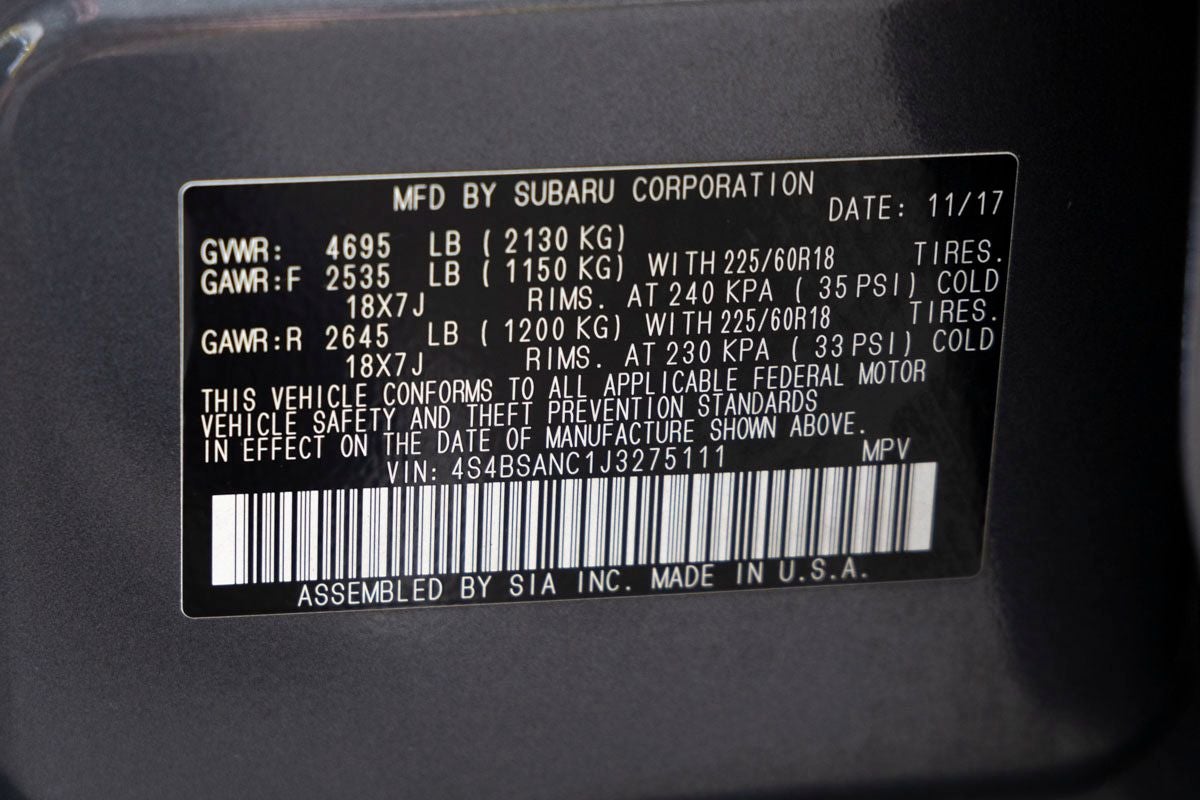 MFD BY SUBARU CORPORATION
DATE: 11/17
GVWR: 4695 LB ( 2130 KG)
GAWR:F 2535 LB ( 1150 KG) WITH 225/60R18 TIRES.
18X7J RIMS. AT 240 KPA ( 35 PSI) COLD
GAWR:R 2645 LB ( 1200 KG) WITH 225/60R18 TIRES.
18X7J RIMS. AT 230 KPA ( 33 PSI) COLD
THIS VEHICLE CONFORMS TO ALL APPLICABLE FEDERAL MOTOR
VEHICLE SAFETY AND THEFT PREVENTION STANDARDS
IN EFFECT ON THE DATE OF MANUFACTURE SHOWN ABOVE.
VIN: 4S4BSANC1J3275111 MPV
ASSEMBLED BY SIA INC. MADE IN U.S.A.